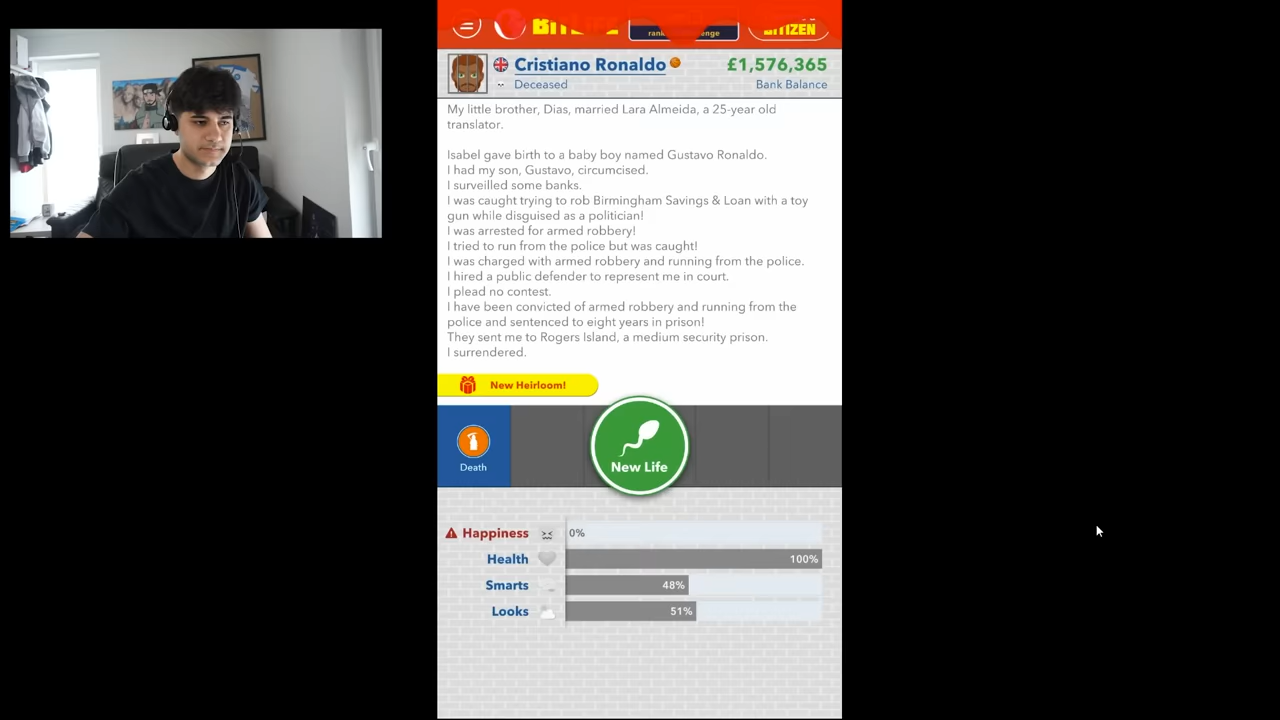 BitLife
BITIZEN
Cristiano Ronaldo
£1,576,365
Deceased
Bank Balance
My little brother, Dias, married Lara Almeida, a 25-year old
translator.
Isabel gave birth to a baby boy named Gustavo Ronaldo.
I had my son, Gustavo, circumcised.
I surveilled some banks.
I was caught trying to rob Birmingham Savings & Loan with a toy
gun while disguised as a politician!
I was arrested for armed robbery!
I tried to run from the police but was caught!
I was charged with armed robbery and running from the police.
I hired a public defender to represent me in court.
I plead no contest.
I have been convicted of armed robbery and running from the
police and sentenced to eight years in prison!
They sent me to Rogers Island, a medium security prison.
I surrendered.
New Heirloom!
Death
New Life
Happiness
0%
Health
100%
Smarts
48%
Looks
51%